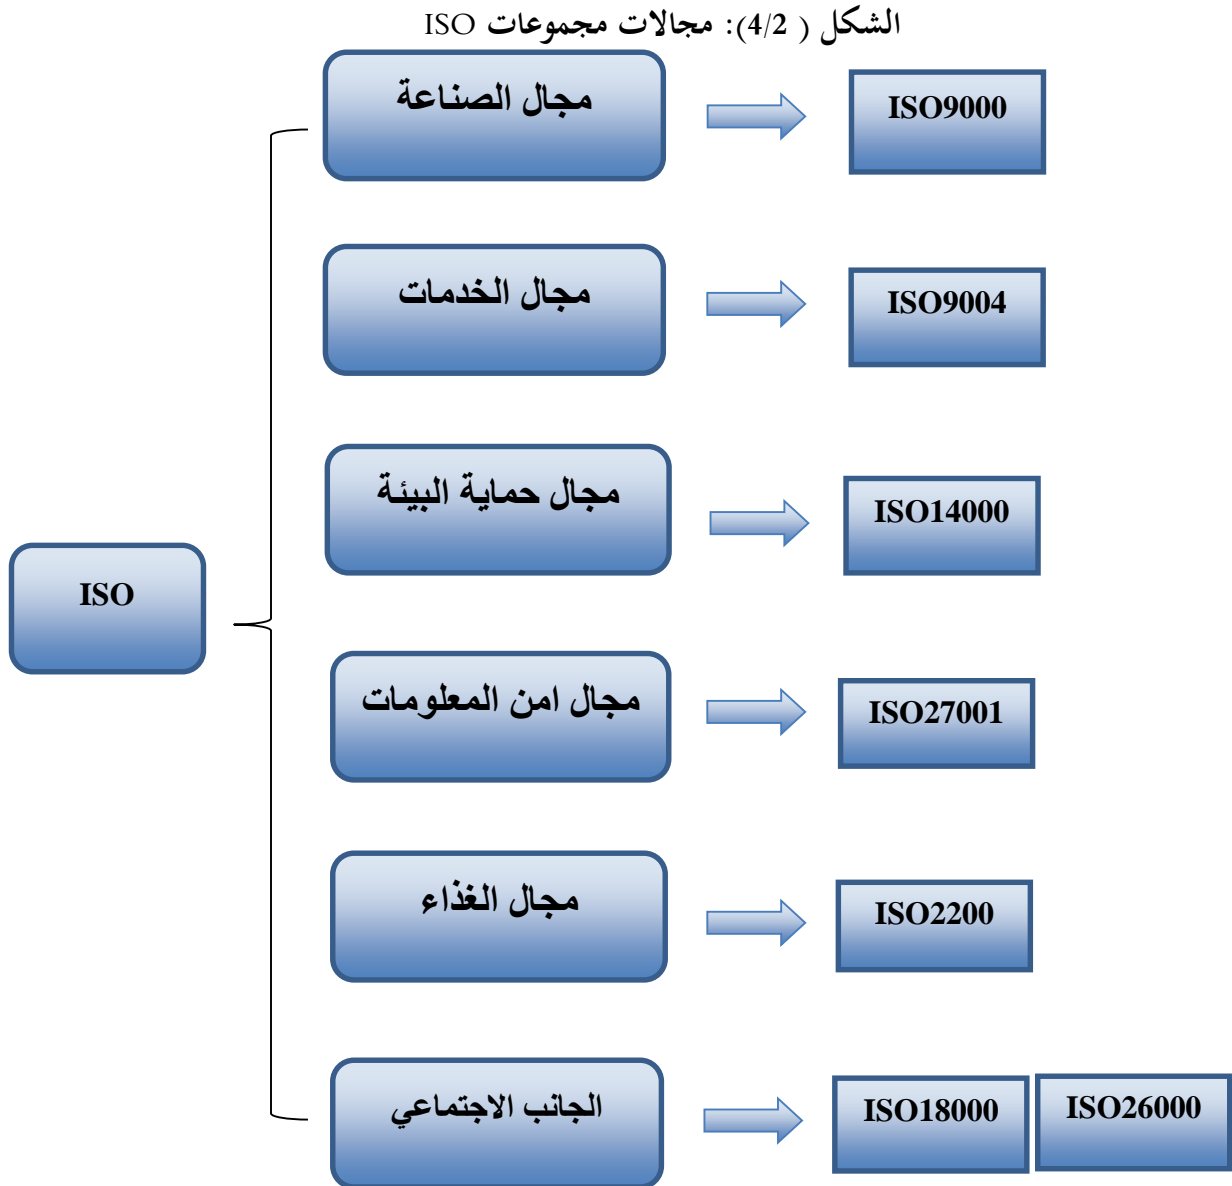 الشكل ( 4/2): مجالات مجموعات ISO
مجال الصناعة
ISO9000
مجال الخدمات
ISO9004
مجال حماية البيئة
ISO14000
ISO
مجال امن المعلومات
ISO27001
مجال الغذاء
ISO2200
الجانب الاجتماعي
ISO18000
ISO26000